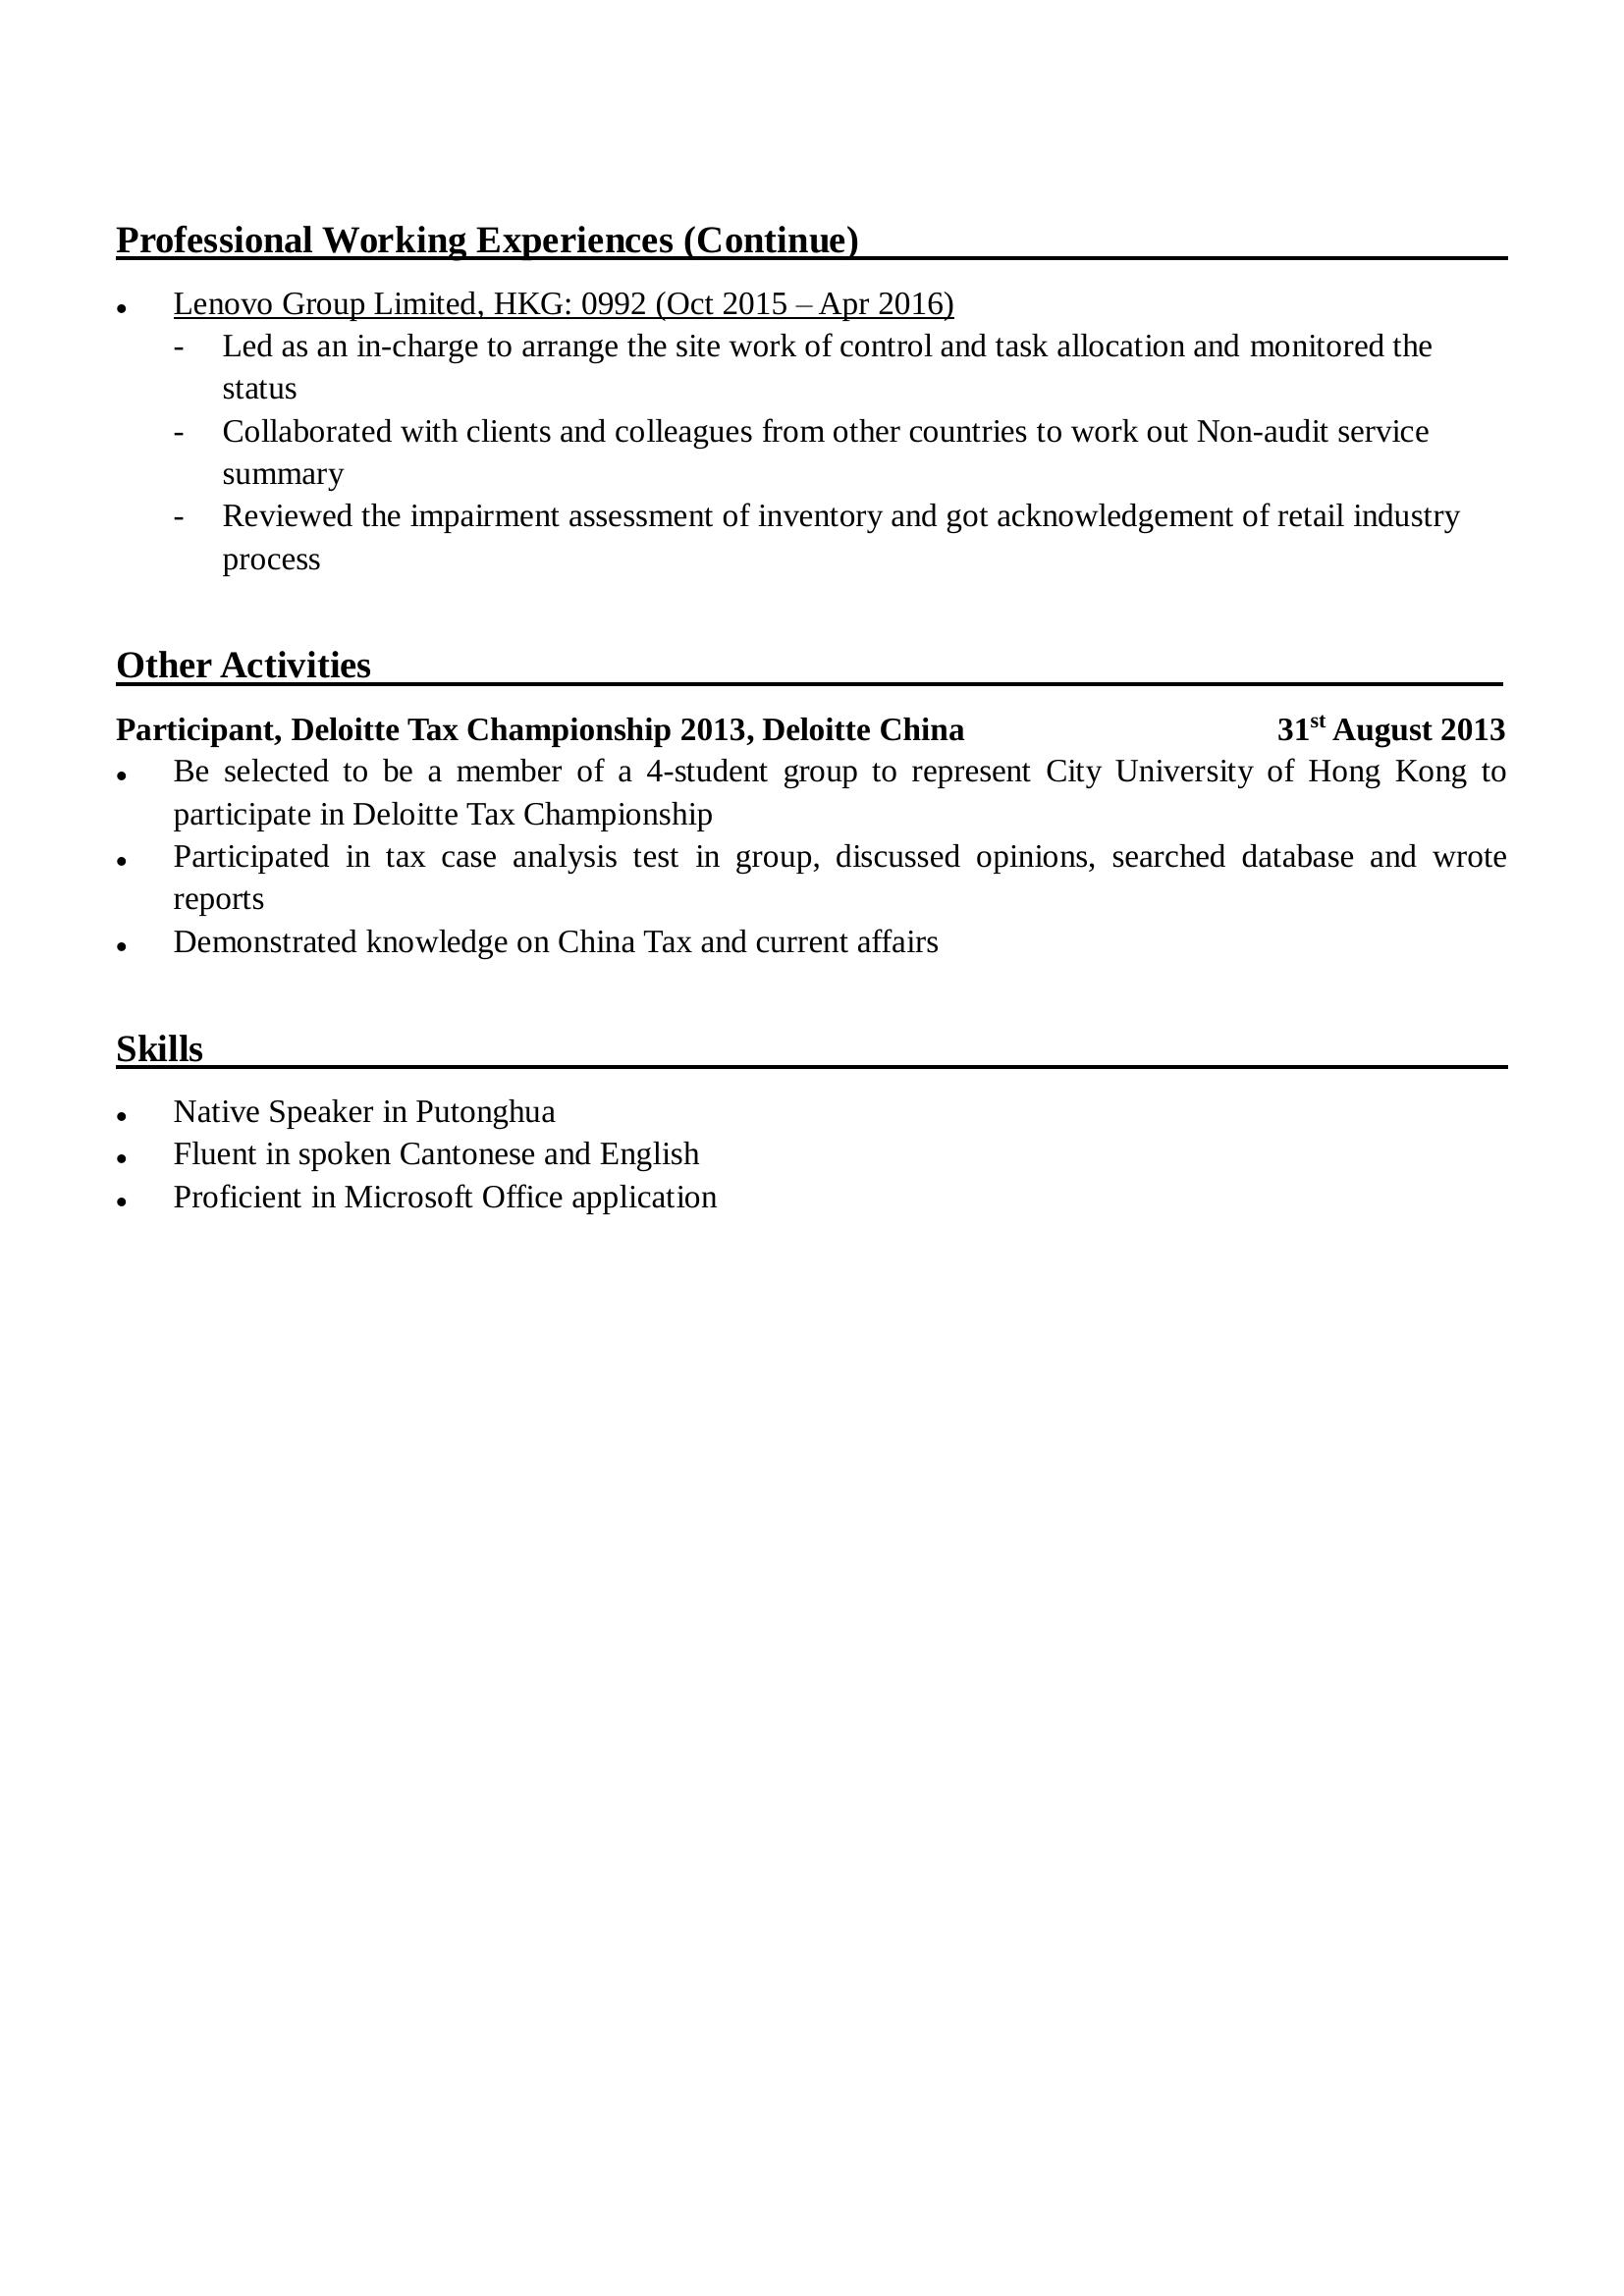 Professional Working Experiences (Continue)
• Lenovo Group Limited, HKG: 0992 (Oct 2015 – Apr 2016)
- Led as an in-charge to arrange the site work of control and task allocation and monitored the
status
- Collaborated with clients and colleagues from other countries to work out Non-audit service
summary
- Reviewed the impairment assessment of inventory and got acknowledgement of retail industry
process
Other Activities
Participant, Deloitte Tax Championship 2013, Deloitte China 31st August 2013
• Be selected to be a member of a 4-student group to represent City University of Hong Kong to
participate in Deloitte Tax Championship
• Participated in tax case analysis test in group, discussed opinions, searched database and wrote
reports
• Demonstrated knowledge on China Tax and current affairs
Skills
• Native Speaker in Putonghua
• Fluent in spoken Cantonese and English
• Proficient in Microsoft Office application